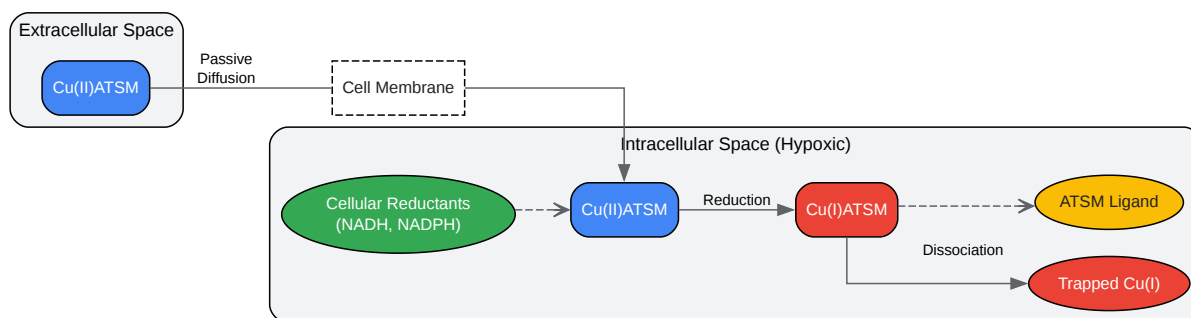 Extracellular Space
Cu(II)ATSM
Passive
Diffusion
Cell Membrane
Intracellular Space (Hypoxic)
Cellular Reductants
(NADH, NADPH)
Cu(II)ATSM
Reduction
Cu(I)ATSM
ATSM Ligand
Dissociation
Trapped Cu(I)